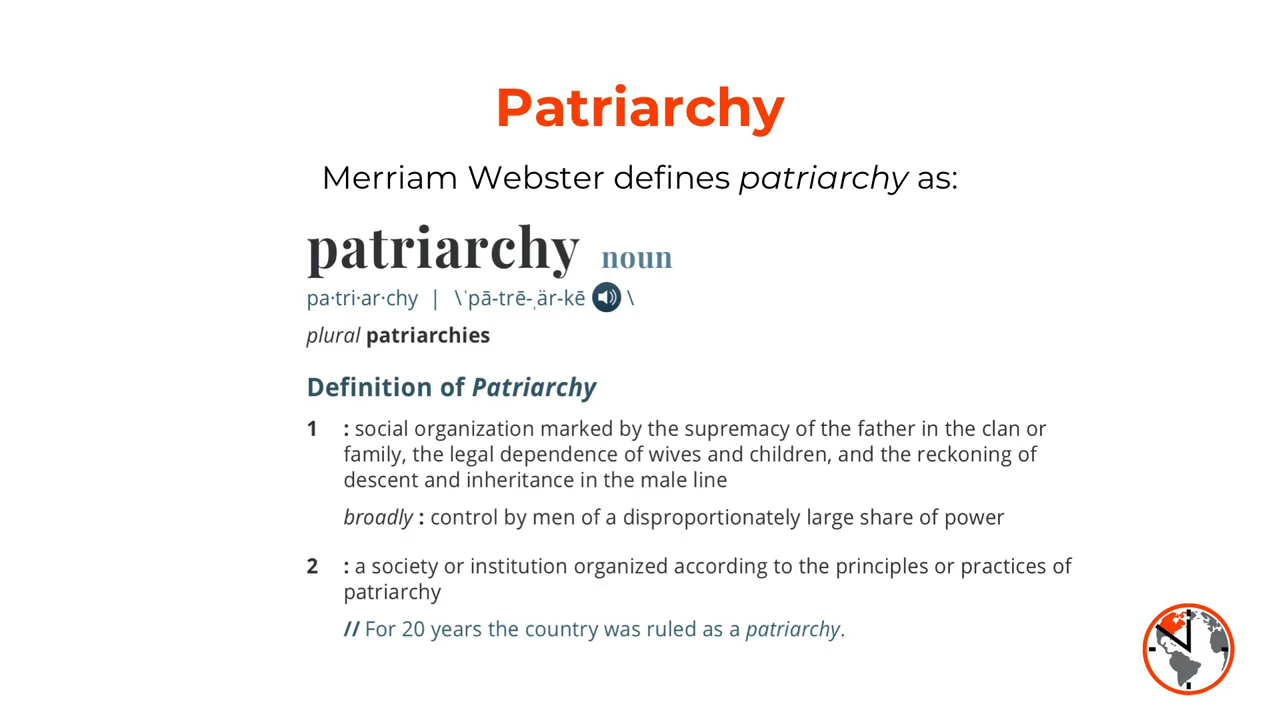 Patriarchy
Merriam Webster defines patriarchy as:
patriarchy noun
pa·tri·ar·chy | \ ˈpā-trē-ˌär-kē \
plural patriarchies
Definition of Patriarchy
1 : social organization marked by the supremacy of the father in the clan or
family, the legal dependence of wives and children, and the reckoning of
descent and inheritance in the male line
broadly : control by men of a disproportionately large share of power
2 : a society or institution organized according to the principles or practices of
patriarchy
// For 20 years the country was ruled as a patriarchy.